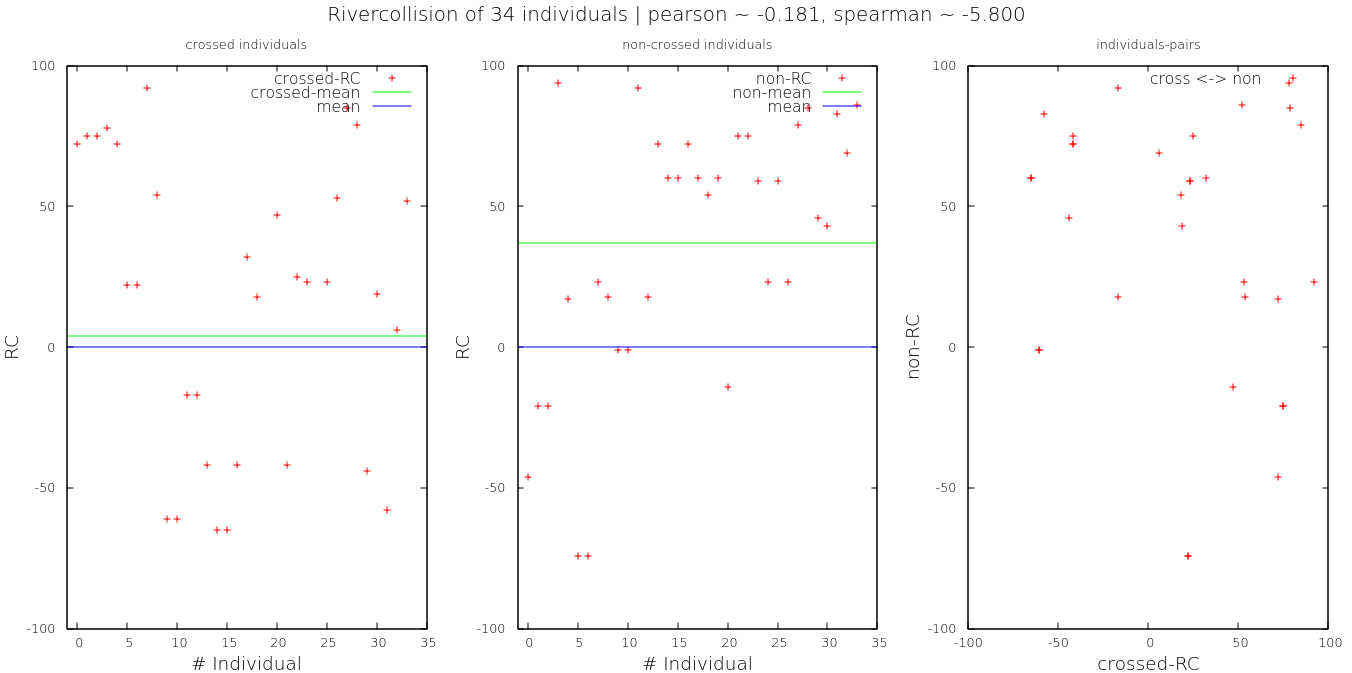 Rivercollision of 34 individuals | pearson ~ -0.181, spearman ~ -5.800
crossed individuals
100
50
0
-50
-100
RC
0 5 10 15 20 25 30 35
# Individual
crossed-RC
crossed-mean
mean
non-crossed individuals
100
50
0
-50
-100
RC
0 5 10 15 20 25 30 35
# Individual
non-RC
non-mean
mean
individuals-pairs
100
50
0
-50
-100
non-RC
-100 -50 0 50 100
crossed-RC
cross <-> non